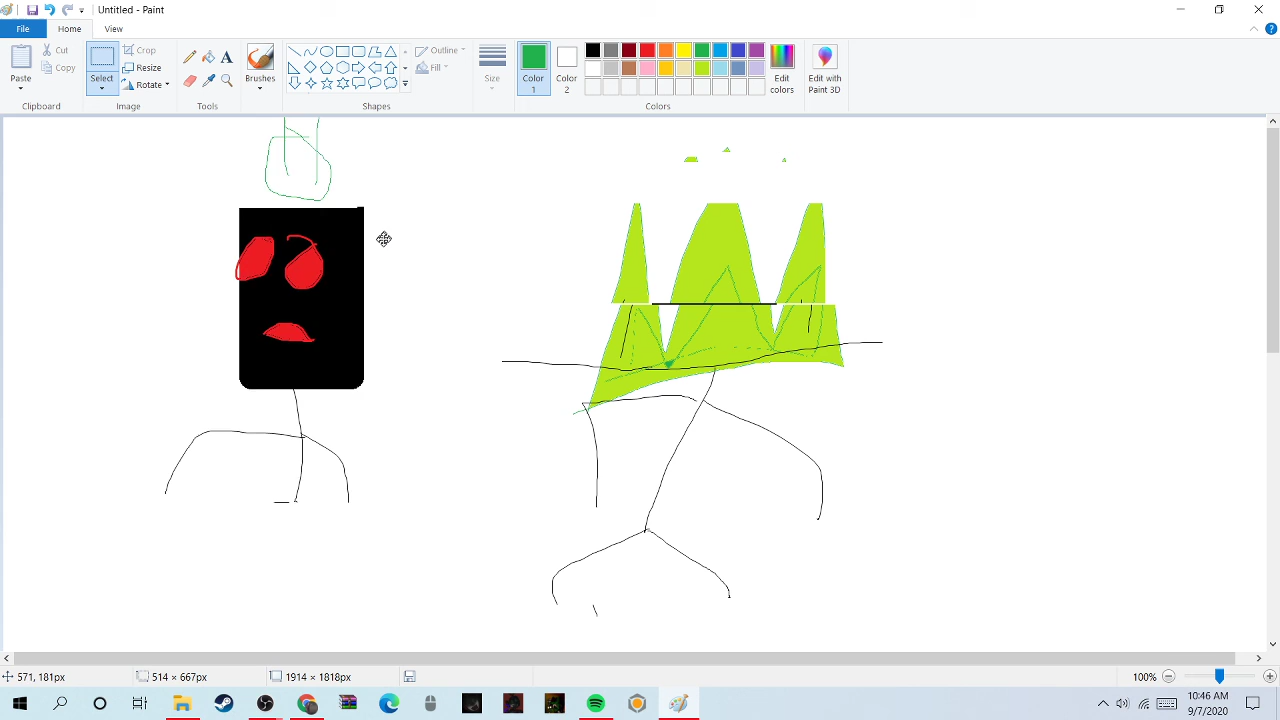 Untitled - Paint
File Home View
Paste Cut Copy Select Crop Resize Rotate A Brushes Outline Fill Size Color 1 Color 2 Edit colors Edit with Paint 3D
Clipboard Image Tools Shapes Colors
571, 181px 514 × 667px 1914 × 1818px 100%
10:46 AM
9/7/2020